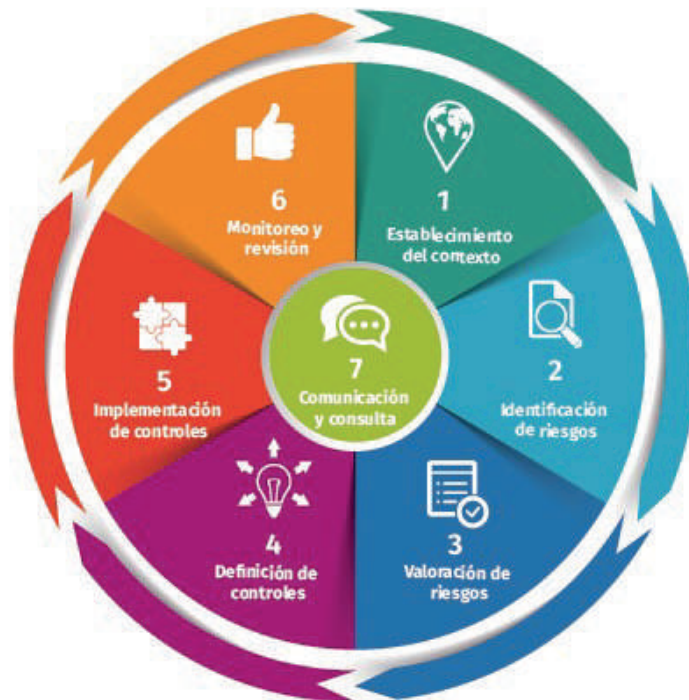 1
Establecimiento
del contexto
2
Identificación
de riesgos
3
Valoración de
riesgos
4
Definición de
controles
5
Implementación
de controles
6
Monitoreo y
revisión
7
Comunicación
y consulta